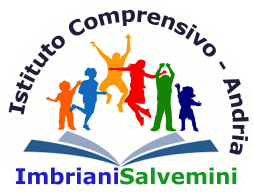 Istituto Comprensivo - Andria
ImbrianiSalvemini